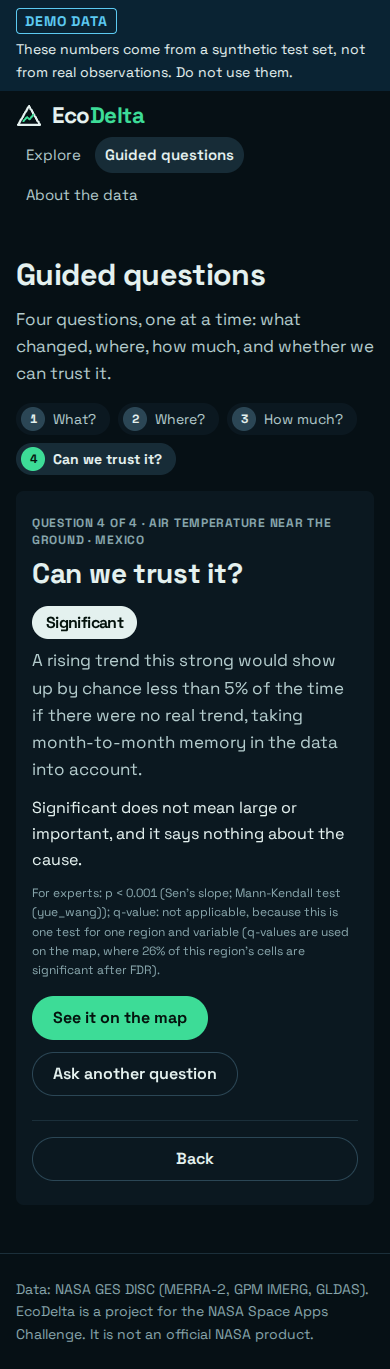 DEMO DATA
These numbers come from a synthetic test set, not
from real observations. Do not use them.
EcoDelta
Explore
Guided questions
About the data
Guided questions
Four questions, one at a time: what
changed, where, how much, and whether we
can trust it.
1 What?
2 Where?
3 How much?
4 Can we trust it?
QUESTION 4 OF 4 · AIR TEMPERATURE NEAR THE
GROUND · MEXICO
Can we trust it?
Significant
A rising trend this strong would show
up by chance less than 5% of the time
if there were no real trend, taking
month-to-month memory in the data
into account.
Significant does not mean large or
important, and it says nothing about the
cause.
For experts: p < 0.001 (Sen's slope; Mann-Kendall test
(yue_wang)); q-value: not applicable, because this is
one test for one region and variable (q-values are used
on the map, where 26% of this region's cells are
significant after FDR).
See it on the map
Ask another question
Back
Data: NASA GES DISC (MERRA-2, GPM IMERG, GLDAS).
EcoDelta is a project for the NASA Space Apps
Challenge. It is not an official NASA product.